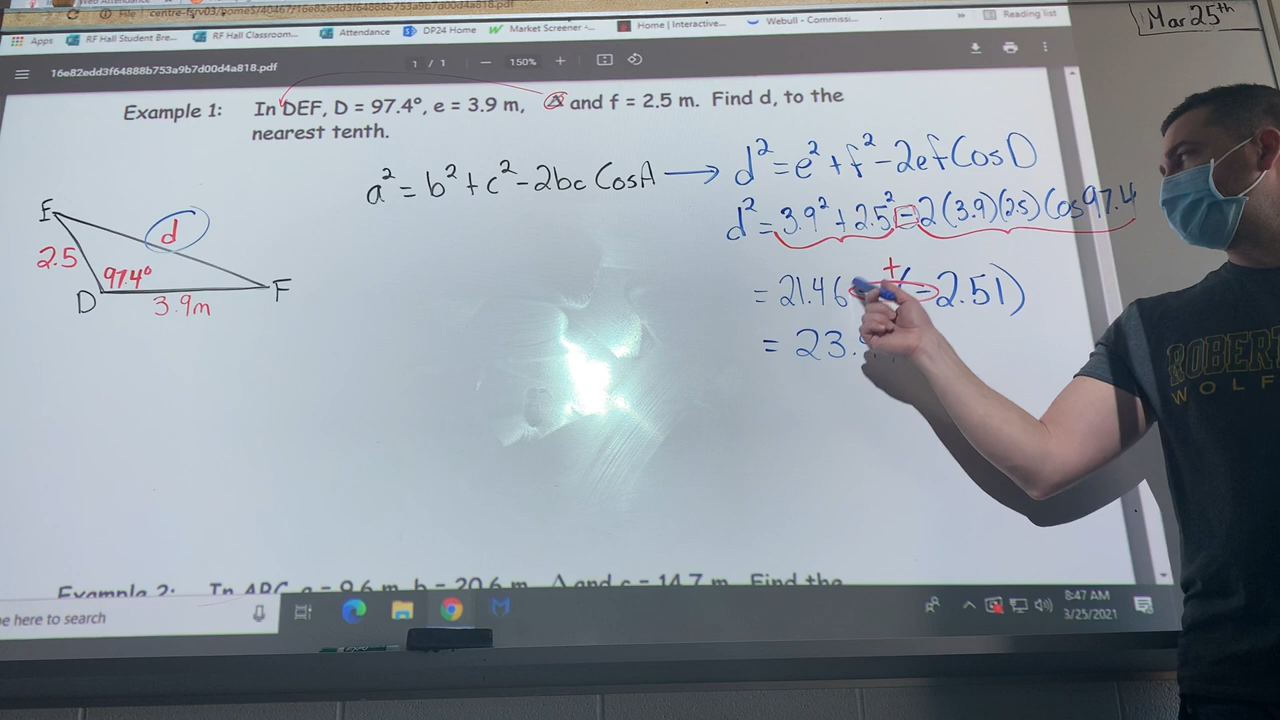 Mar 25th
Reading list
Apps RF Hall Student Bre... RF Hall Classroom... Attendance DP24 Home Market Screener -... Home | Interactive... Webull - Commissi...
16e82edd3f64888b753a9b7d00d4a818.pdf 1 / 1 — 150% +
Example 1: In DEF, D = 97.4°, e = 3.9 m, Δ and f = 2.5 m. Find d, to the
nearest tenth.
a² = b² + c² - 2bc CosA → d² = e² + f² - 2ef CosD
d² = 3.9² + 2.5² - 2(3.9)(2.5)(Cos97.4
+
= 21.46 - (-2.51)
= 23.
E
d
2.5
97.4°
D
3.9m
F
Example 2: In ABC, a = 9.6 m, b = 20.6 m, Δ and c = 14.7 m. Find the
here to search
8:47 AM
3/25/2021
ROBER
WOLF